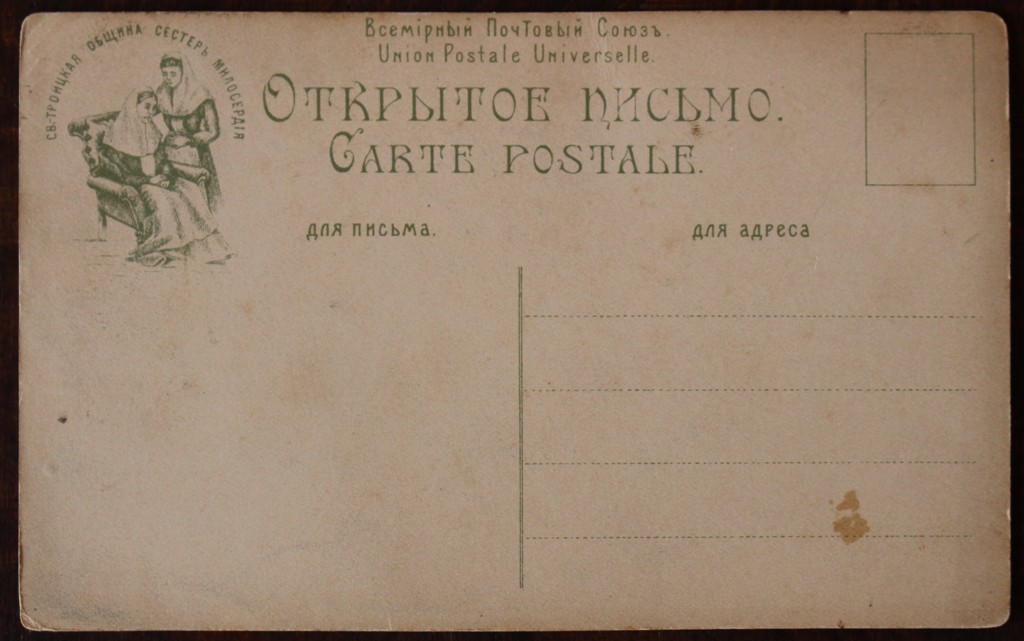 СВ.-ТРОИЦКАЯ ОБЩИНА СЕСТЕРЪ МИЛОСЕРДІЯ
Всемірный Почтовый Союзъ.
Union Postale Universelle.
ОТКРЫТОЕ ПИСЬМО.
CARTE POSTALE.
для письма.
для адреса